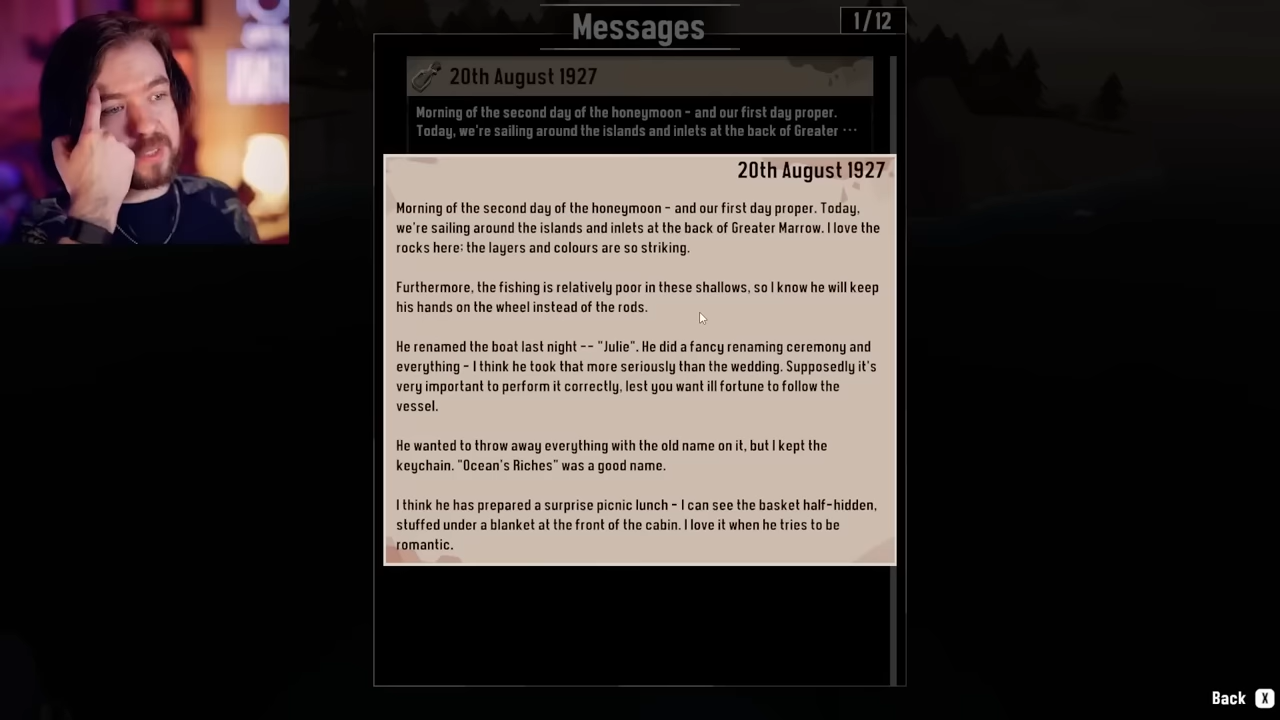 Messages
1/12
20th August 1927
Morning of the second day of the honeymoon - and our first day proper.
Today, we're sailing around the islands and inlets at the back of Greater ...
20th August 1927
Morning of the second day of the honeymoon - and our first day proper. Today,
we're sailing around the islands and inlets at the back of Greater Marrow. I love the
rocks here: the layers and colours are so striking.
Furthermore, the fishing is relatively poor in these shallows, so I know he will keep
his hands on the wheel instead of the rods.
He renamed the boat last night -- "Julie". He did a fancy renaming ceremony and
everything - I think he took that more seriously than the wedding. Supposedly it's
very important to perform it correctly, lest you want ill fortune to follow the
vessel.
He wanted to throw away everything with the old name on it, but I kept the
keychain. "Ocean's Riches" was a good name.
I think he has prepared a surprise picnic lunch - I can see the basket half-hidden,
stuffed under a blanket at the front of the cabin. I love it when he tries to be
romantic.
Back X